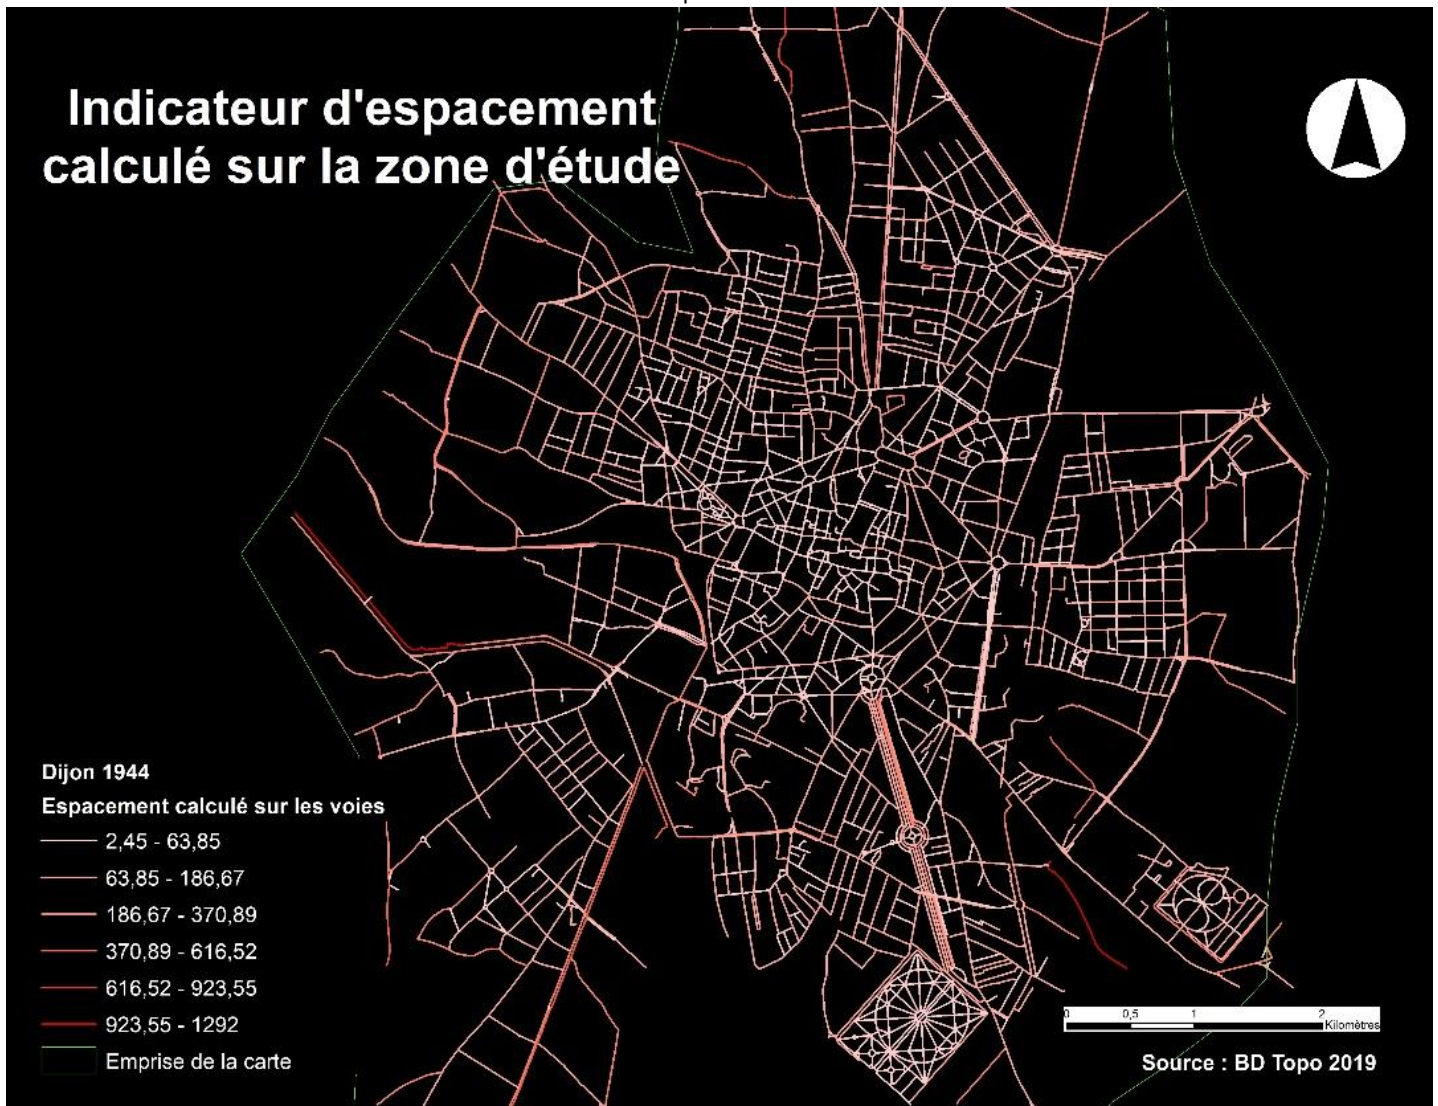 Indicateur d'espacement
calculé sur la zone d'étude
Dijon 1944
Espacement calculé sur les voies
2,45 - 63,85
63,85 - 186,67
186,67 - 370,89
370,89 - 616,52
616,52 - 923,55
923,55 - 1292
Emprise de la carte
0 0,5 1 2
Kilomètres
Source : BD Topo 2019